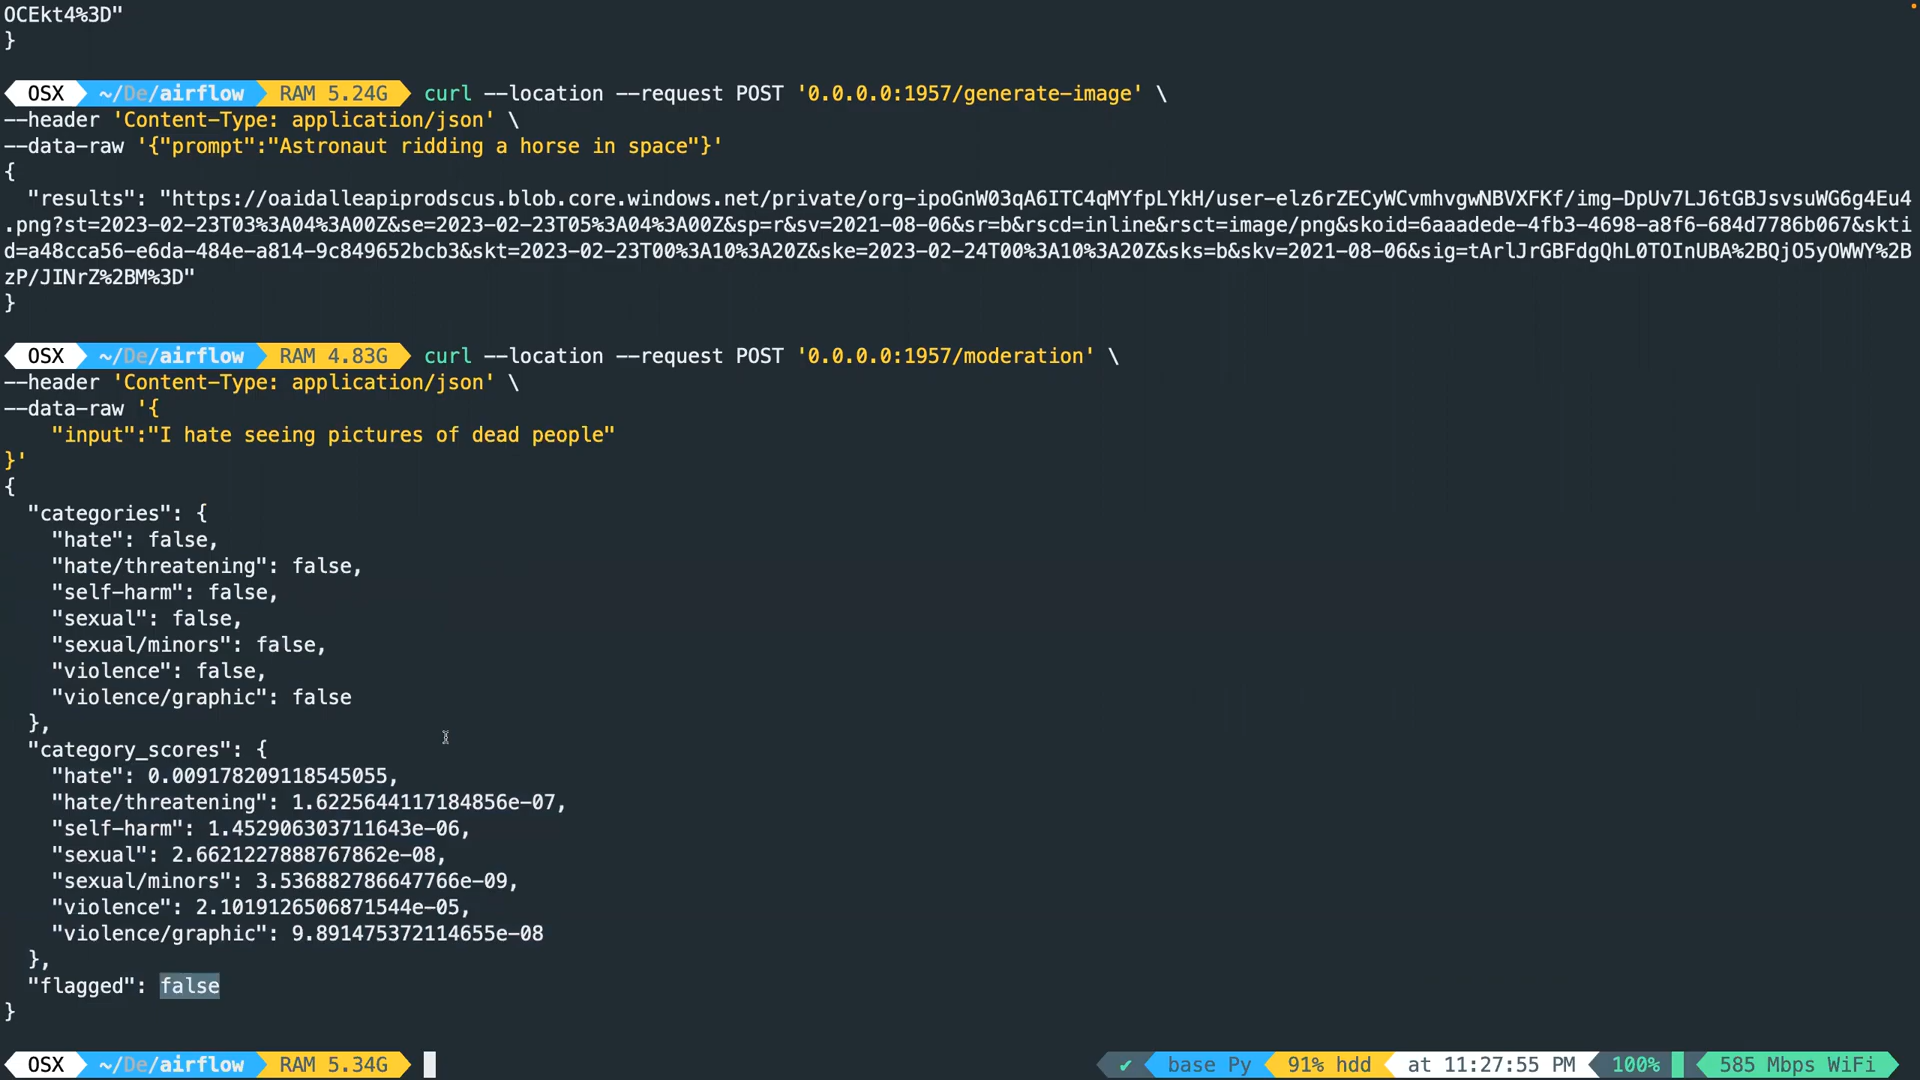 OCEkt4%3D"
}
OSX ~/De/airflow RAM 5.24G curl --location --request POST '0.0.0.0:1957/generate-image' \
--header 'Content-Type: application/json' \
--data-raw '{"prompt":"Astronaut ridding a horse in space"}'
{
"results": "https://oaidalleapiprodscus.blob.core.windows.net/private/org-ipoGnW03qA6ITC4qMYfpLYkH/user-elz6rZECyWCvmhvgwNBVXFKf/img-DpUv7LJ6tGBJsvsuWG6g4Eu4
.png?st=2023-02-23T03%3A04%3A00Z&se=2023-02-23T05%3A04%3A00Z&sp=r&sv=2021-08-06&sr=b&rscd=inline&rsct=image/png&skoid=6aaadede-4fb3-4698-a8f6-684d7786b067&skti
d=a48cca56-e6da-484e-a814-9c849652bcb3&skt=2023-02-23T00%3A10%3A20Z&ske=2023-02-24T00%3A10%3A20Z&sks=b&skv=2021-08-06&sig=tArlJrGBFdgQhL0TOInUBA%2BQjO5yOWWY%2B
zP/JINrZ%2BM%3D"
}
OSX ~/De/airflow RAM 4.83G curl --location --request POST '0.0.0.0:1957/moderation' \
--header 'Content-Type: application/json' \
--data-raw '{
"input":"I hate seeing pictures of dead people"
}'
{
"categories": {
"hate": false,
"hate/threatening": false,
"self-harm": false,
"sexual": false,
"sexual/minors": false,
"violence": false,
"violence/graphic": false
},
"category_scores": {
"hate": 0.009178209118545055,
"hate/threatening": 1.6225644117184856e-07,
"self-harm": 1.452906303711643e-06,
"sexual": 2.6621227888767862e-08,
"sexual/minors": 3.536882786647766e-09,
"violence": 2.1019126506871544e-05,
"violence/graphic": 9.891475372114655e-08
},
"flagged": false
}
OSX ~/De/airflow RAM 5.34G ✔ base Py 91% hdd at 11:27:55 PM 100% 585 Mbps WiFi